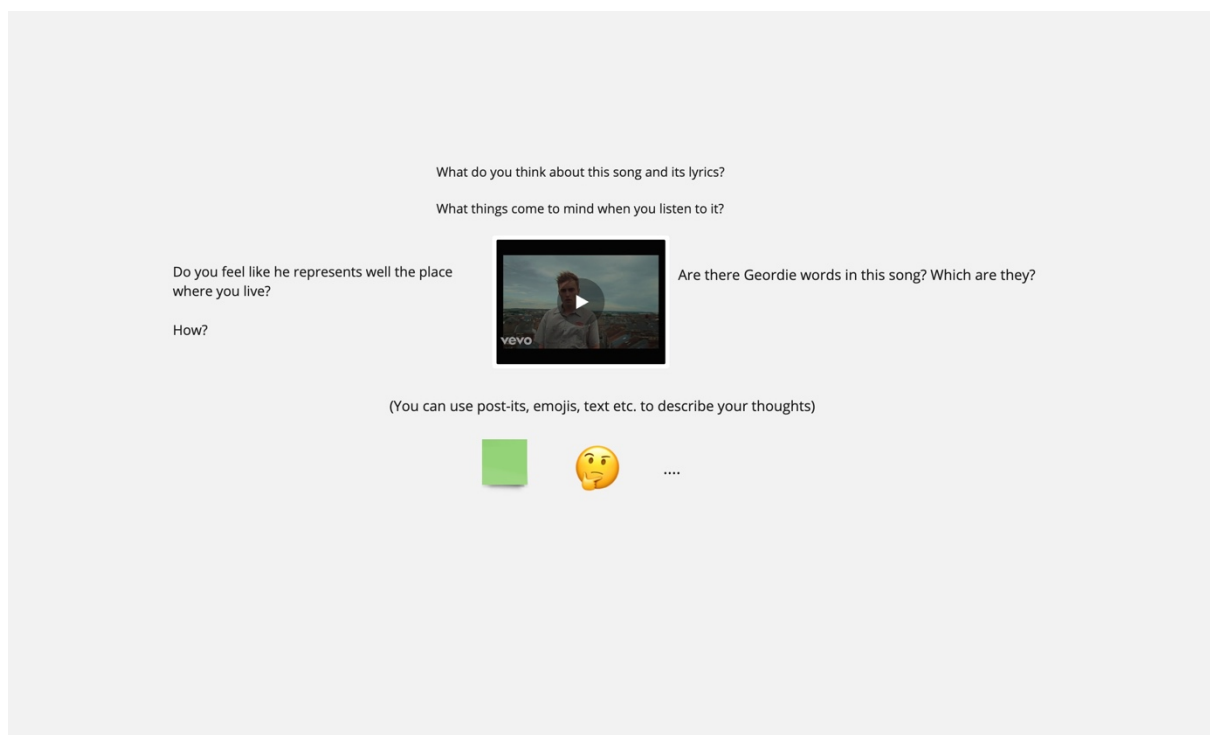 What do you think about this song and its lyrics?
What things come to mind when you listen to it?
Do you feel like he represents well the place
where you live?
How?
vevo
Are there Geordie words in this song? Which are they?
(You can use post-its, emojis, text etc. to describe your thoughts)
....